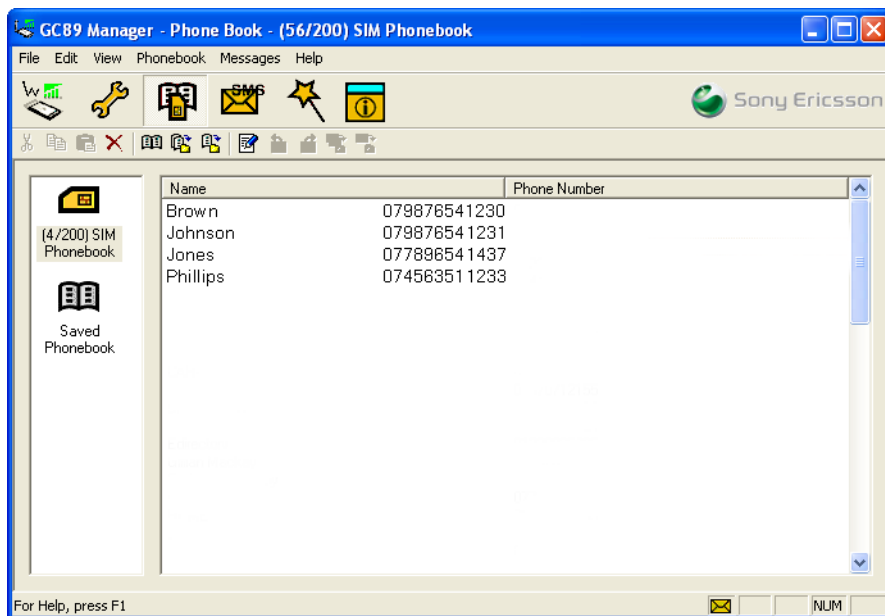 GC89 Manager - Phone Book - (56/200) SIM Phonebook
File Edit View Phonebook Messages Help
SMS
Sony Ericsson
Name Phone Number
Brown 079876541230
Johnson 079876541231
Jones 077896541437
Phillips 074563511233
(4/200) SIM
Phonebook
Saved
Phonebook
For Help, press F1
NUM